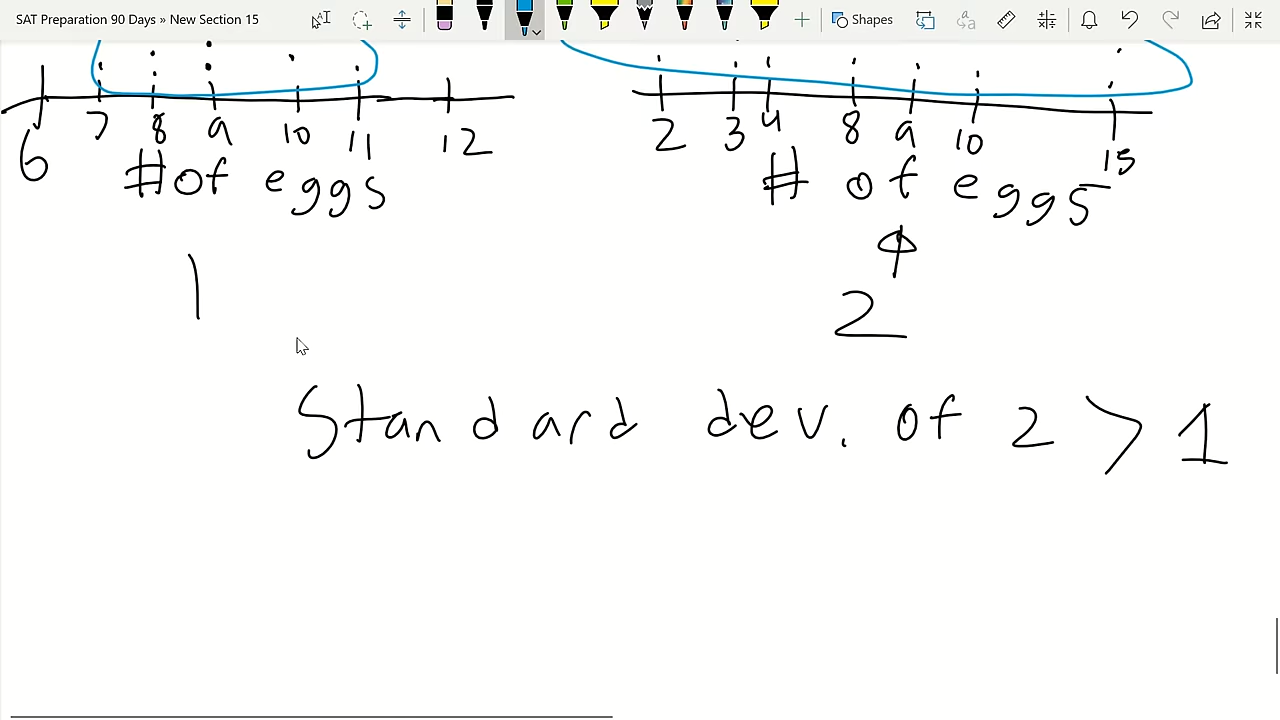 SAT Preparation 90 Days » New Section 15
Shapes
6 7 8 9 10 11 12
# of eggs
1
2 3 4 8 9 10 15
# of eggs
2
Standard dev. of 2 > 1